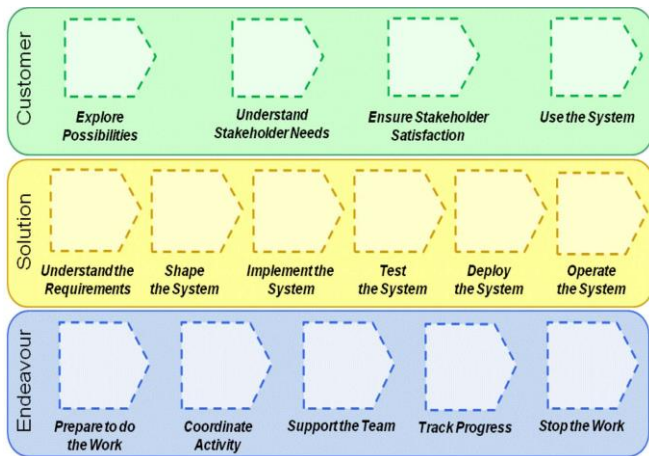 Customer
Explore
Possibilities
Understand
Stakeholder Needs
Ensure Stakeholder
Satisfaction
Use the System
Solution
Understand the
Requirements
Shape
the System
Implement the
System
Test
the System
Deploy
the System
Operate
the System
Endeavour
Prepare to do
the Work
Coordinate
Activity
Support the Team
Track Progress
Stop the Work